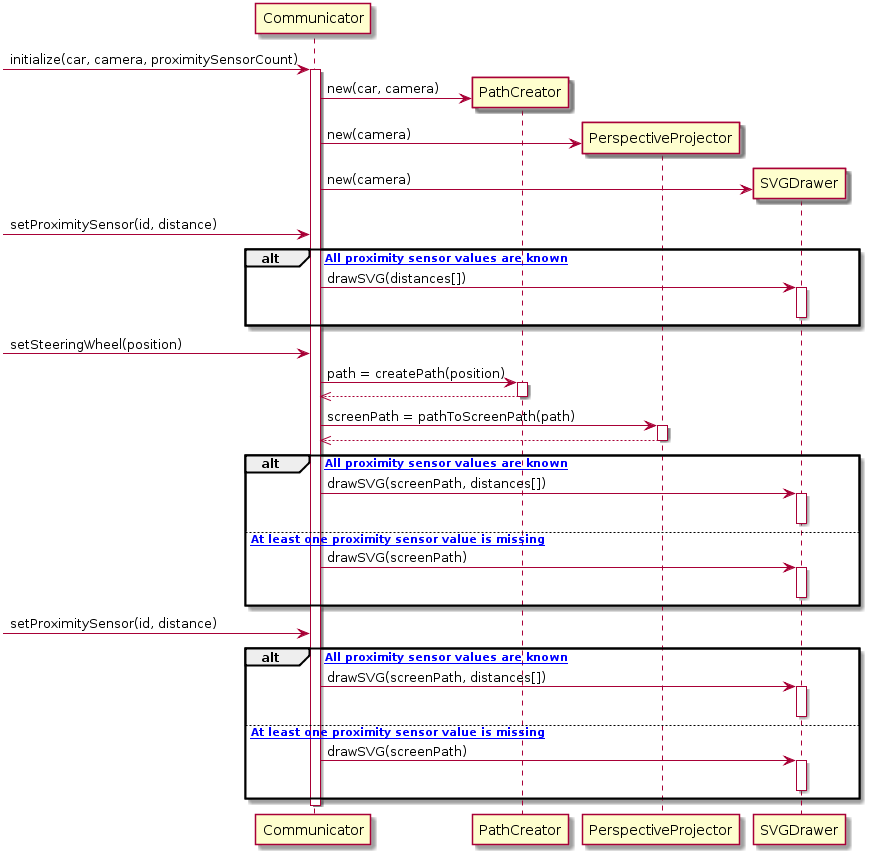 Communicator
initialize(car, camera, proximitySensorCount)
new(car, camera)
PathCreator
new(camera)
PerspectiveProjector
new(camera)
SVGDrawer
setProximitySensor(id, distance)
alt
All proximity sensor values are known
drawSVG(distances[])
setSteeringWheel(position)
path = createPath(position)
screenPath = pathToScreenPath(path)
alt
All proximity sensor values are known
drawSVG(screenPath, distances[])
At least one proximity sensor value is missing
drawSVG(screenPath)
setProximitySensor(id, distance)
alt
All proximity sensor values are known
drawSVG(screenPath, distances[])
At least one proximity sensor value is missing
drawSVG(screenPath)
Communicator
PathCreator
PerspectiveProjector
SVGDrawer